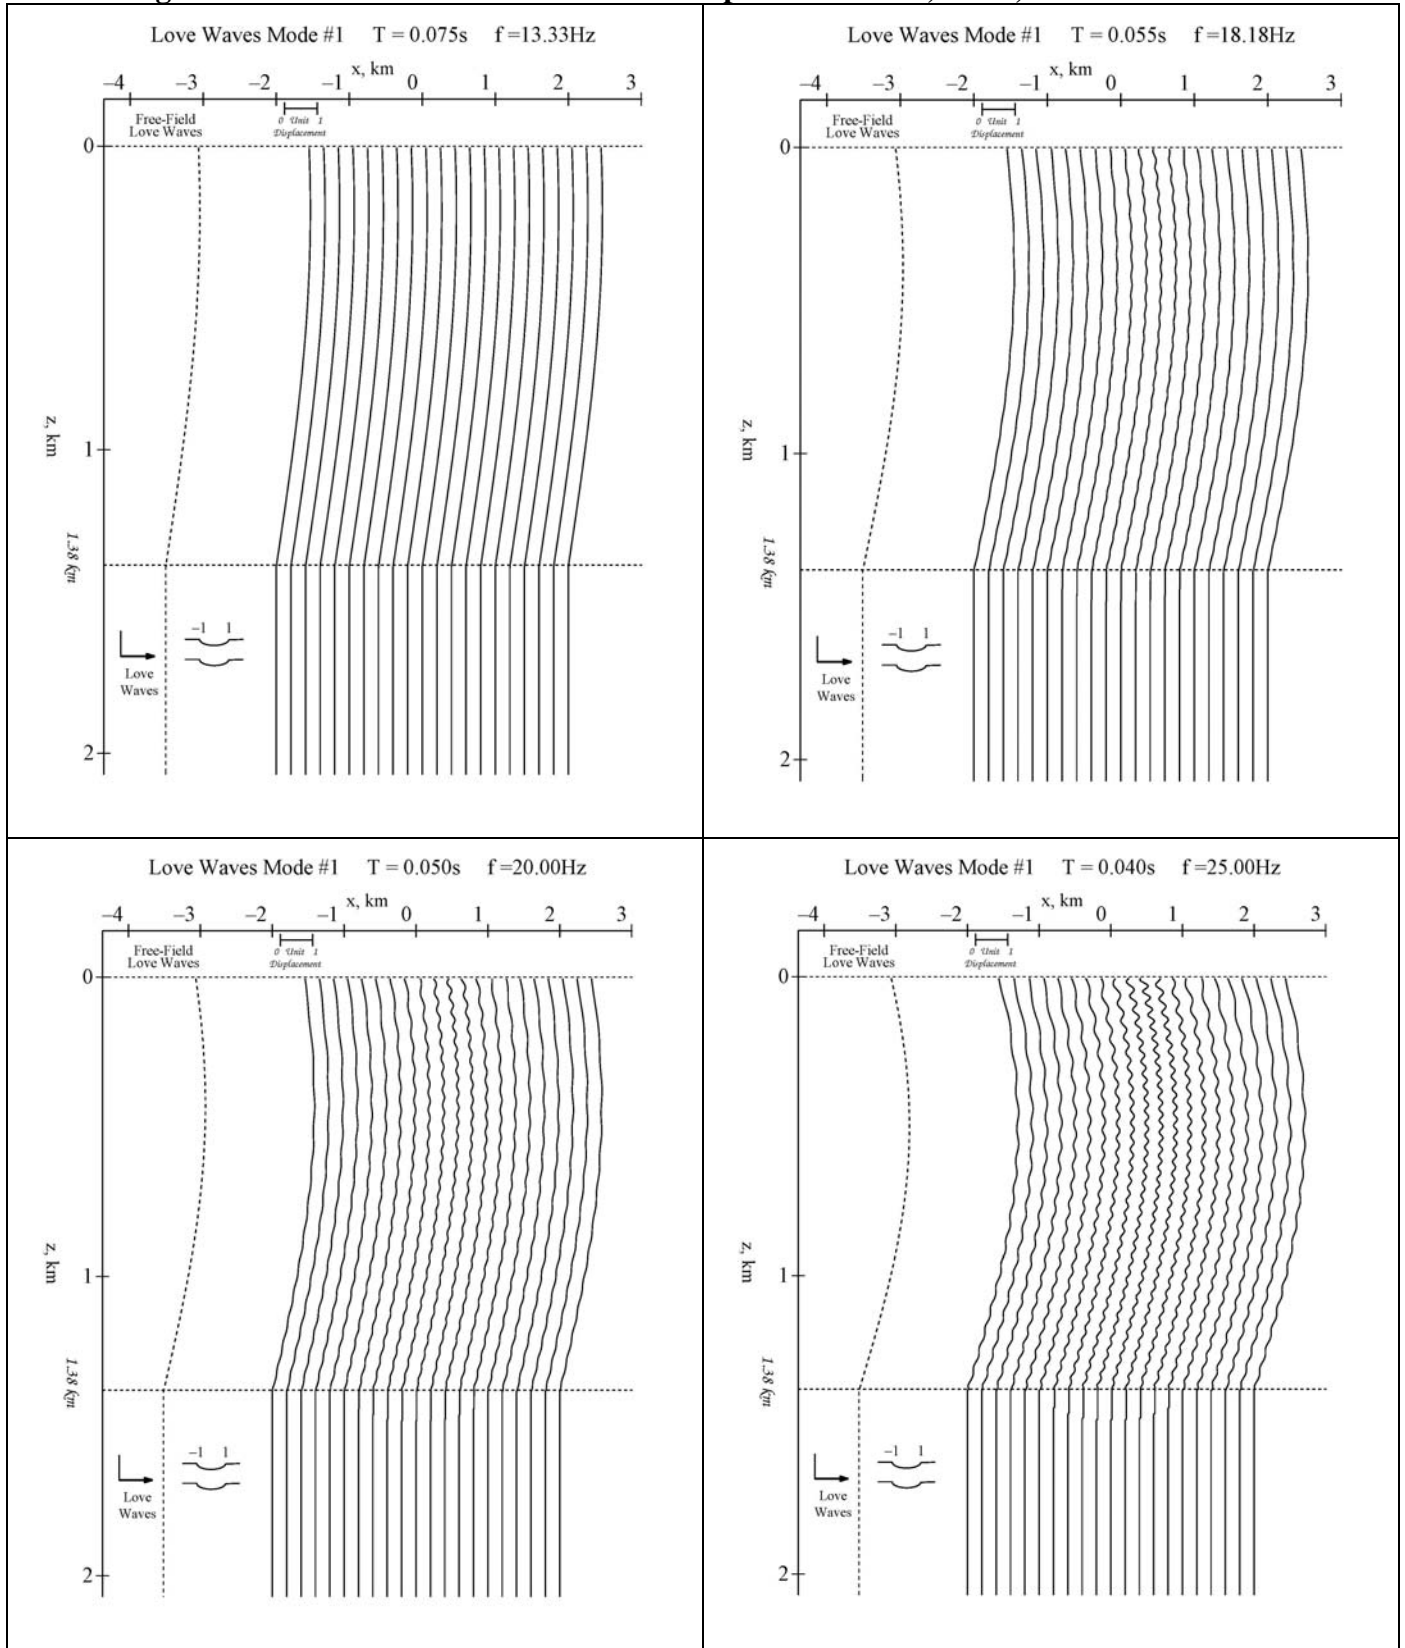 Love Waves Mode #1 T = 0.075s f =13.33Hz
x, km
−4 −3 −2 −1 0 1 2 3
Free-Field
Love Waves
0 Unit 1
Displacement
0
z, km
1
1.38 km
−1 1
Love
Waves
2
Love Waves Mode #1 T = 0.055s f =18.18Hz
x, km
−4 −3 −2 −1 0 1 2 3
Free-Field
Love Waves
0 Unit 1
Displacement
0
z, km
1
1.38 km
−1 1
Love
Waves
2
Love Waves Mode #1 T = 0.050s f =20.00Hz
x, km
−4 −3 −2 −1 0 1 2 3
Free-Field
Love Waves
0 Unit 1
Displacement
0
z, km
1
1.38 km
−1 1
Love
Waves
2
Love Waves Mode #1 T = 0.040s f =25.00Hz
x, km
−4 −3 −2 −1 0 1 2 3
Free-Field
Love Waves
0 Unit 1
Displacement
0
z, km
1
1.38 km
−1 1
Love
Waves
2